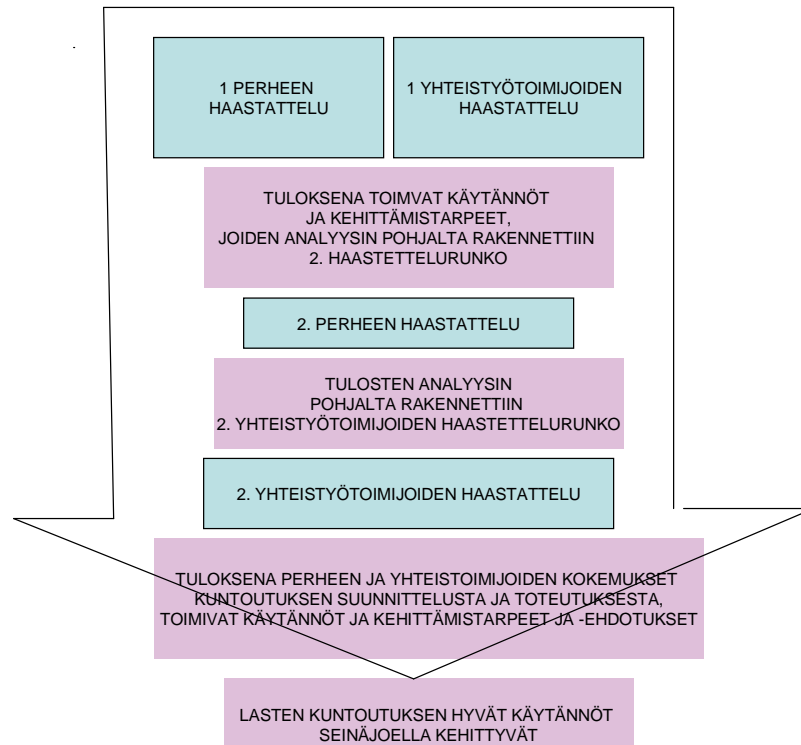 1 PERHEEN
HAASTATTELU
1 YHTEISTYÖTOIMIJOIDEN
HAASTATTELU
TULOKSENA TOIMVAT KÄYTÄNNÖT
JA KEHITTÄMISTARPEET,
JOIDEN ANALYYSIN POHJALTA RAKENNETTIIN
2. HAASTETTELURUNKO
2. PERHEEN HAASTATTELU
TULOSTEN ANALYYSIN
POHJALTA RAKENNETTIIN
2. YHTEISTYÖTOIMIJOIDEN HAASTETTELURUNKO
2. YHTEISTYÖTOIMIJOIDEN HAASTATTELU
TULOKSENA PERHEEN JA YHTEISTOIMIJOIDEN KOKEMUKSET
KUNTOUTUKSEN SUUNNITTELUSTA JA TOTEUTUKSESTA,
TOIMIVAT KÄYTÄNNÖT JA KEHITTÄMISTARPEET JA -EHDOTUKSET
LASTEN KUNTOUTUKSEN HYVÄT KÄYTÄNNÖT
SEINÄJOELLA KEHITTYVÄT